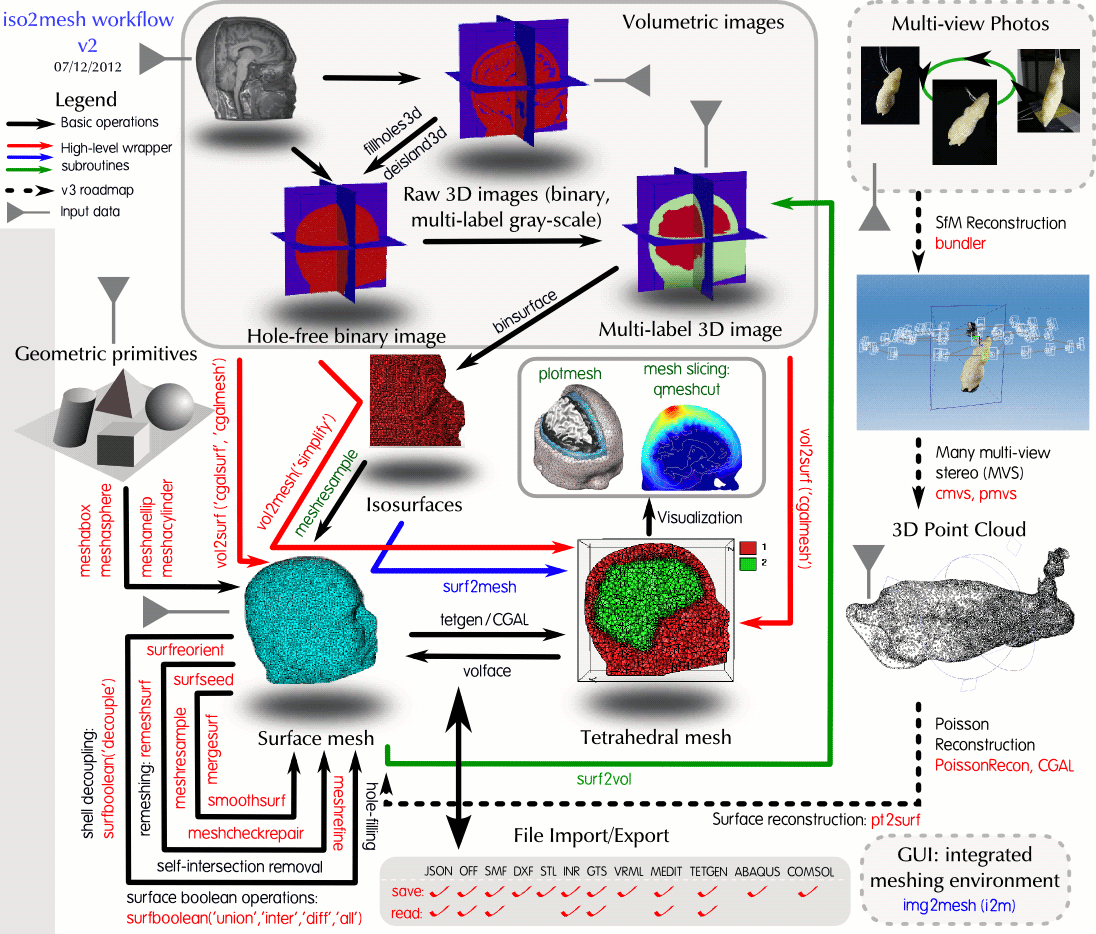 iso2mesh workflow
v2
07/12/2012
Legend
Basic operations
High-level wrapper
subroutines
v3 roadmap
Input data
Volumetric images
fillholes3d
deisland3d
Raw 3D images (binary,
multi-label gray-scale)
Hole-free binary image
Multi-label 3D image
binsurface
Multi-view Photos
SfM Reconstruction
bundler
Many multi-view
stereo (MVS)
cmvs, pmvs
3D Point Cloud
Poisson
Reconstruction
PoissonRecon, CGAL
Surface reconstruction: pt2surf
Geometric primitives
meshabox
meshasphere
meshanellip
meshacylinder
vol2surf ('cgalsurf', 'cgalmesh')
vol2mesh('simplify')
meshresample
Isosurfaces
plotmesh
mesh slicing:
qmeshcut
Visualization
vol2surf ('cgalmesh')
1
2
surf2mesh
tetgen/CGAL
volface
Surface mesh
Tetrahedral mesh
surf2vol
surfreorient
surfseed
shell decoupling:
surfboolean('decouple')
remeshing: remeshsurf
meshresample
mergesurf
smoothsurf
meshcheckrepair
meshrefine
hole-filling
self-intersection removal
surface boolean operations:
surfboolean('union','inter','diff','all')
File Import/Export
JSON OFF SMF DXF STL INR GTS VRML MEDIT TETGEN ABAQUS COMSOL
save: ✓ ✓ ✓ ✓ ✓ ✓ ✓ ✓ ✓ ✓ ✓ ✓
read: ✓ ✓ ✓ ✓ ✓ ✓ ✓
GUI: integrated
meshing environment
img2mesh (i2m)